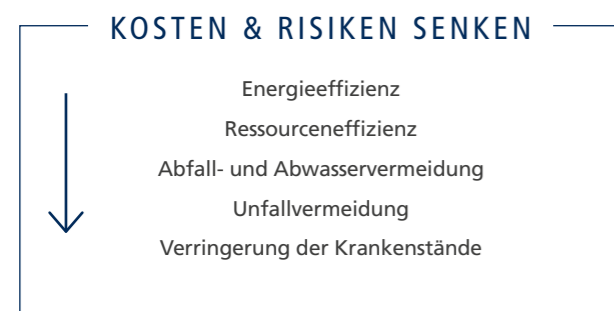 KOSTEN & RISIKEN SENKEN
Energieeffizienz
Ressourceneffizienz
Abfall- und Abwasservermeidung
Unfallvermeidung
Verringerung der Krankenstände